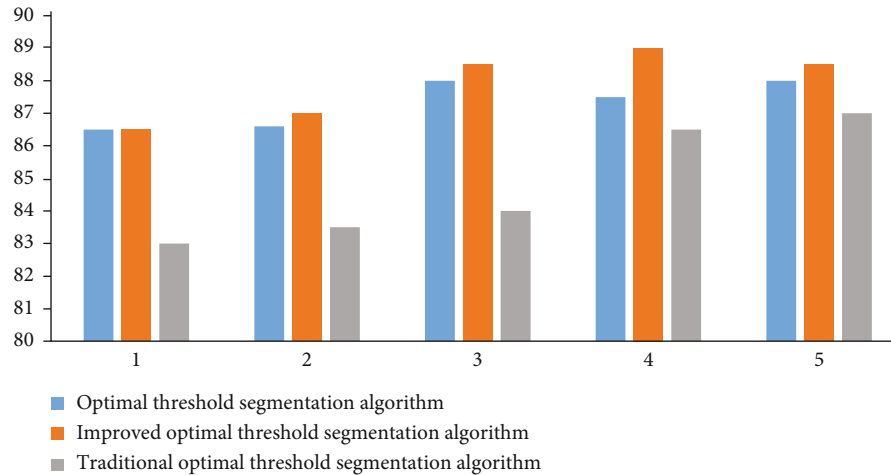 90
89
88
87
86
85
84
83
82
81
80
1 2 3 4 5
Optimal threshold segmentation algorithm
Improved optimal threshold segmentation algorithm
Traditional optimal threshold segmentation algorithm